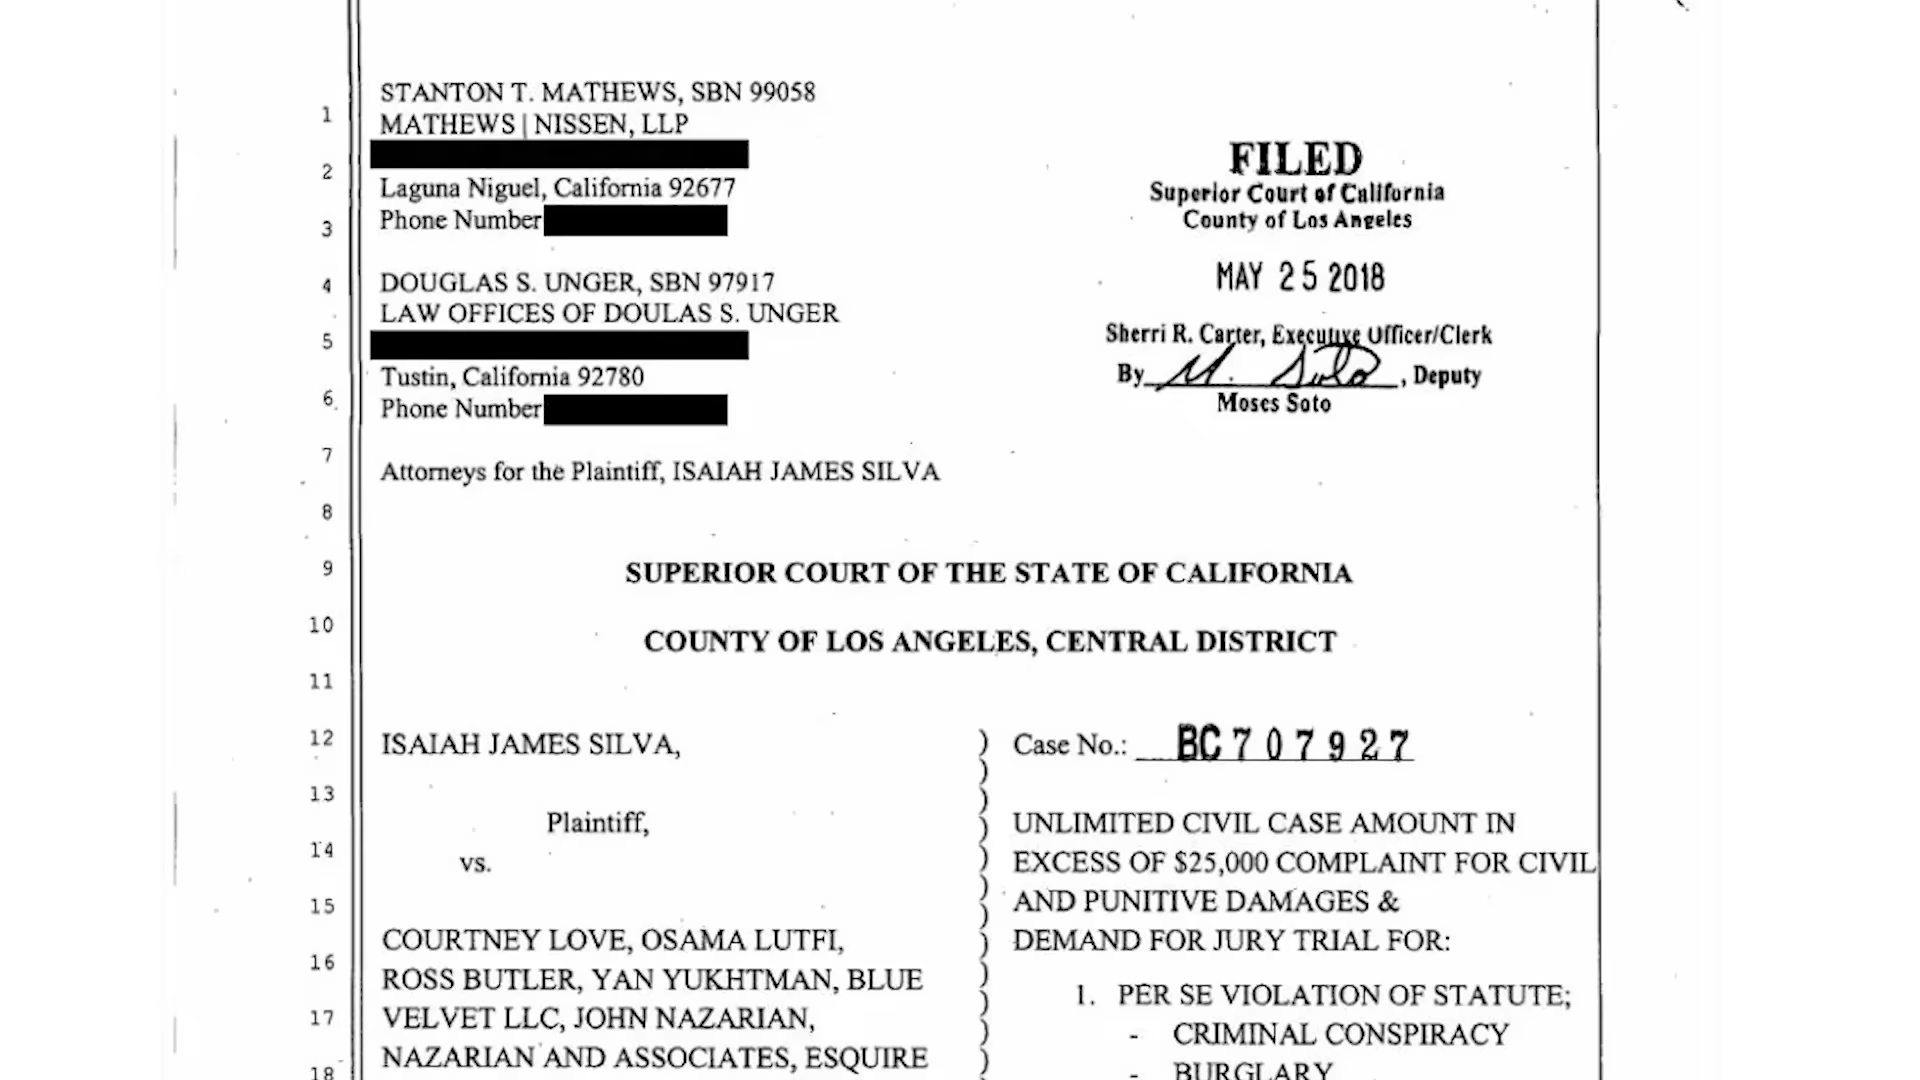 STANTON T. MATHEWS, SBN 99058
1
MATHEWS | NISSEN, LLP
2
Laguna Niguel, California 92677
3
Phone Number
FILED
Superior Court of California
County of Los Angeles
MAY 25 2018
Sherri R. Carter, Executive Officer/Clerk
By M. Soto, Deputy
Moses Soto
4
DOUGLAS S. UNGER, SBN 97917
LAW OFFICES OF DOULAS S. UNGER
5
Tustin, California 92780
6
Phone Number
7
Attorneys for the Plaintiff, ISAIAH JAMES SILVA
8
9
SUPERIOR COURT OF THE STATE OF CALIFORNIA
10
COUNTY OF LOS ANGELES, CENTRAL DISTRICT
11
12
ISAIAH JAMES SILVA,
13
Plaintiff,
14
vs.
15
COURTNEY LOVE, OSAMA LUTFI,
16
ROSS BUTLER, YAN YUKHTMAN, BLUE
17
VELVET LLC, JOHN NAZARIAN,
18
NAZARIAN AND ASSOCIATES, ESQUIRE
Case No.: BC707927
UNLIMITED CIVIL CASE AMOUNT IN
EXCESS OF $25,000 COMPLAINT FOR CIVIL
AND PUNITIVE DAMAGES &
DEMAND FOR JURY TRIAL FOR:
1. PER SE VIOLATION OF STATUTE;
- CRIMINAL CONSPIRACY
- BURGLARY